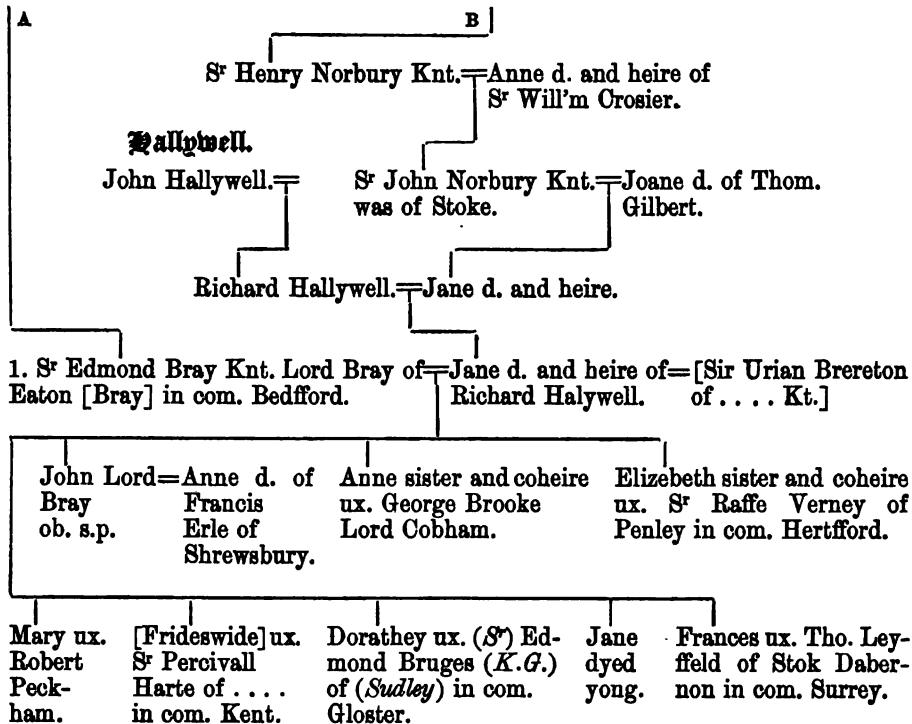 A
B
Sʳ Henry Norbury Knt.=Anne d. and heire of
Sʳ Will'm Crosier.
Hallywell.
John Hallywell.=
Sʳ John Norbury Knt.=Joane d. of Thom.
was of Stoke. Gilbert.
Richard Hallywell.=Jane d. and heire.
1. Sʳ Edmond Bray Knt. Lord Bray of=Jane d. and heire of=[Sir Urian Brereton
Eaton [Bray] in com. Bedfford. Richard Halywell. of . . . . Kt.]
John Lord=Anne d. of
Bray Francis
ob. s.p. Erle of
Shrewsbury.
Anne sister and coheire
ux. George Brooke
Lord Cobham.
Elizebeth sister and coheire
ux. Sʳ Raffe Verney of
Penley in com. Hertfford.
Mary ux.
Robert
Peck-
ham.
[Frideswide] ux.
Sʳ Percivall
Harte of . . . .
in com. Kent.
Dorathey ux. (Sʳ) Ed-
mond Bruges (K.G.)
of (Sudley) in com.
Gloster.
Jane
dyed
yong.
Frances ux. Tho. Ley-
ffeld of Stok Daber-
non in com. Surrey.